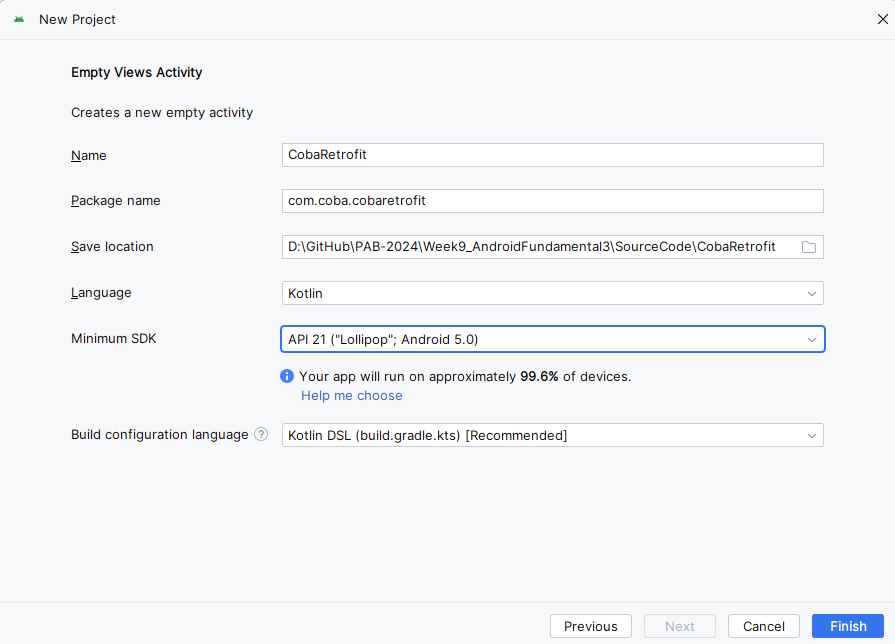 New Project
Empty Views Activity
Creates a new empty activity
Name CobaRetrofit
Package name com.coba.cobaretrofit
Save location D:\GitHub\PAB-2024\Week9_AndroidFundamental3\SourceCode\CobaRetrofit
Language Kotlin
Minimum SDK API 21 ("Lollipop"; Android 5.0)
Your app will run on approximately 99.6% of devices.
Help me choose
Build configuration language ? Kotlin DSL (build.gradle.kts) [Recommended]
Previous Next Cancel Finish